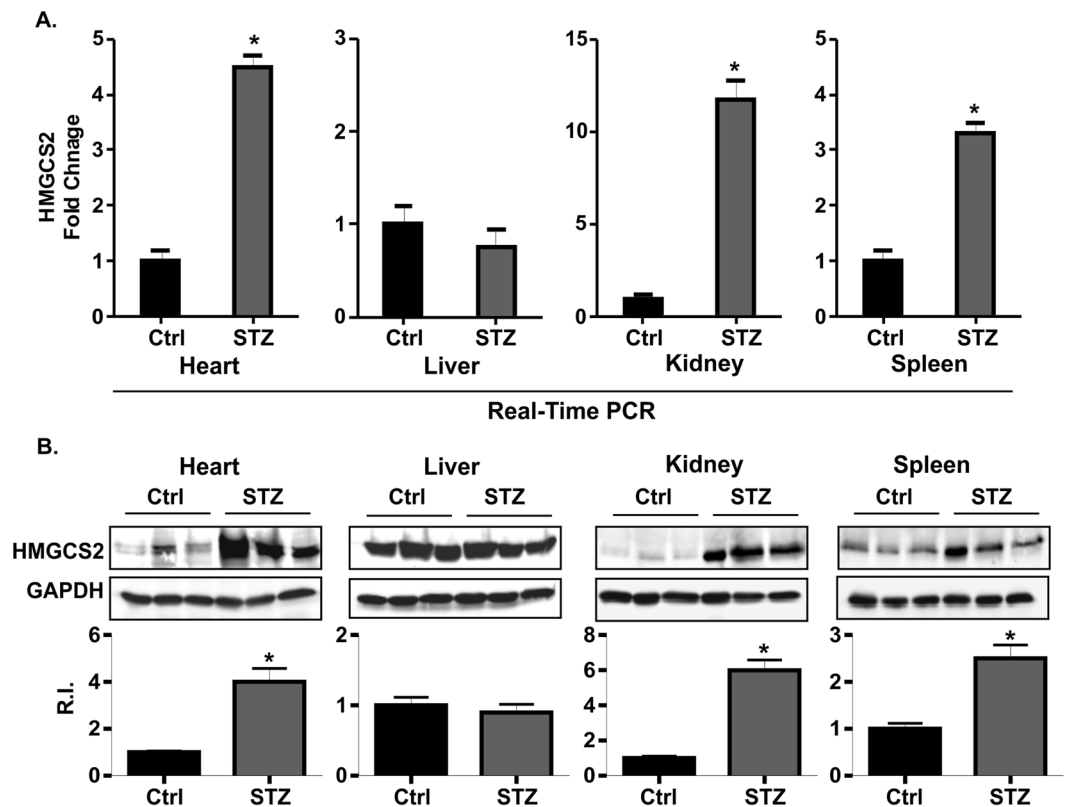 A.
HMGCS2
Fold Chnage
5
4
3
2
1
0
*
Ctrl STZ
Heart
3
2
1
0
Ctrl STZ
Liver
15
10
5
0
*
Ctrl STZ
Kidney
5
4
3
2
1
0
*
Ctrl STZ
Spleen
Real-Time PCR
B.
Heart Liver Kidney Spleen
Ctrl STZ Ctrl STZ Ctrl STZ Ctrl STZ
HMGCS2
GAPDH
R.I.
6
4
2
0
*
Ctrl STZ
2
1
0
Ctrl STZ
8
6
4
2
0
*
Ctrl STZ
3
2
1
0
*
Ctrl STZ